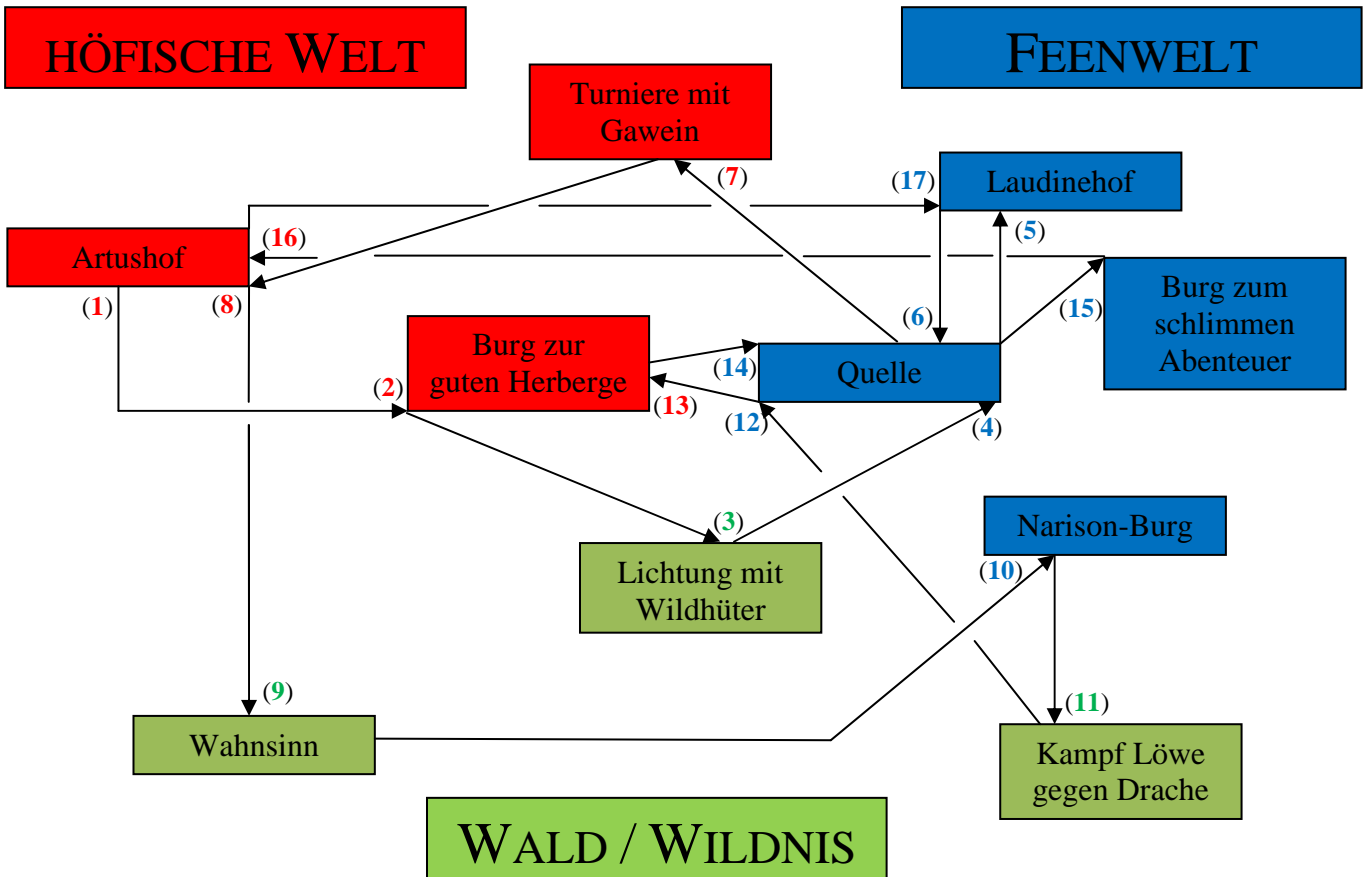 HÖFISCHE WELT
FEENWELT
Turniere mit
Gawein
(7)
(17)
Laudinehof
(5)
Artushof
(16)
(1)
(8)
(6)
(15)
Burg zum
schlimmen
Abenteuer
Burg zur
guten Herberge
(2)
(14)
(13)
Quelle
(12)
(4)
(3)
Lichtung mit
Wildhüter
Narison-Burg
(10)
(9)
Wahnsinn
(11)
Kampf Löwe
gegen Drache
WALD / WILDNIS